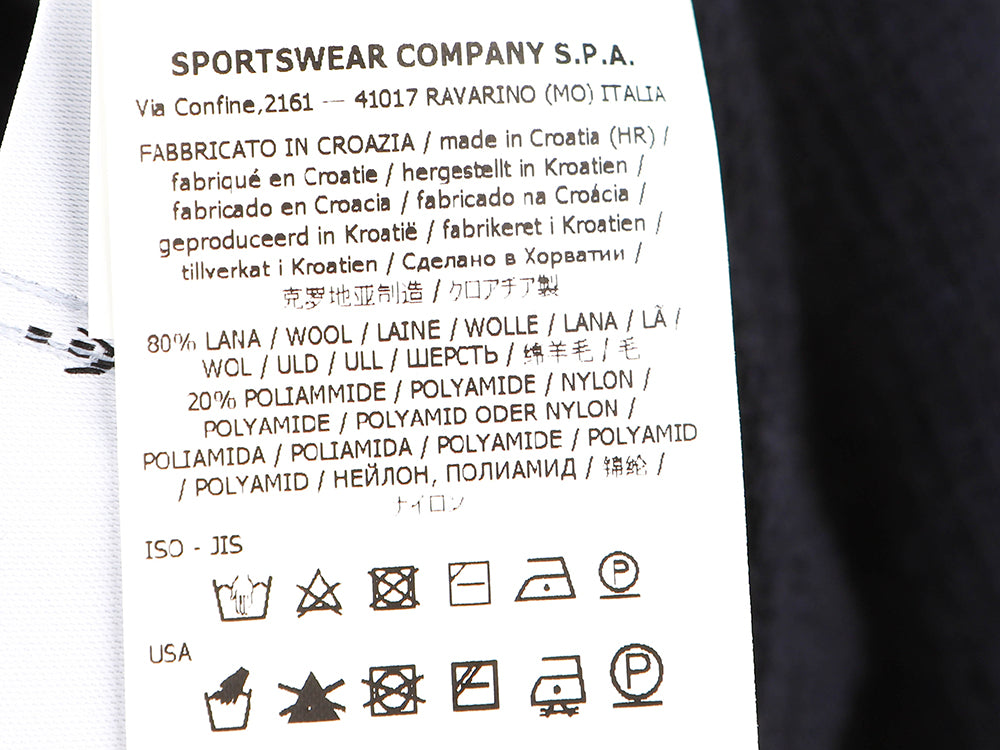 SPORTSWEAR COMPANY S.P.A.
Via Confine,2161 — 41017 RAVARINO (MO) ITALIA
FABBRICATO IN CROAZIA / made in Croatia (HR) /
fabriqué en Croatie / hergestellt in Kroatien /
fabricado en Croacia / fabricado na Croácia /
geproduceerd in Kroatië / fabrikeret i Kroatien /
tillverkat i Kroatien / Сделано в Хорватии /
克罗地亚制造 / クロアチア製
80% LANA / WOOL / LAINE / WOLLE / LANA / LÃ /
WOL / ULD / ULL / ШЕРСТЬ / 绵羊毛 / 毛
20% POLIAMMIDE / POLYAMIDE / NYLON /
POLYAMIDE / POLYAMID ODER NYLON /
POLIAMIDA / POLIAMIDA / POLYAMIDE / POLYAMID
/ POLYAMID / НЕЙЛОН, ПОЛИАМИД / 锦纶 /
ナイロン
ISO - JIS
P
USA
P